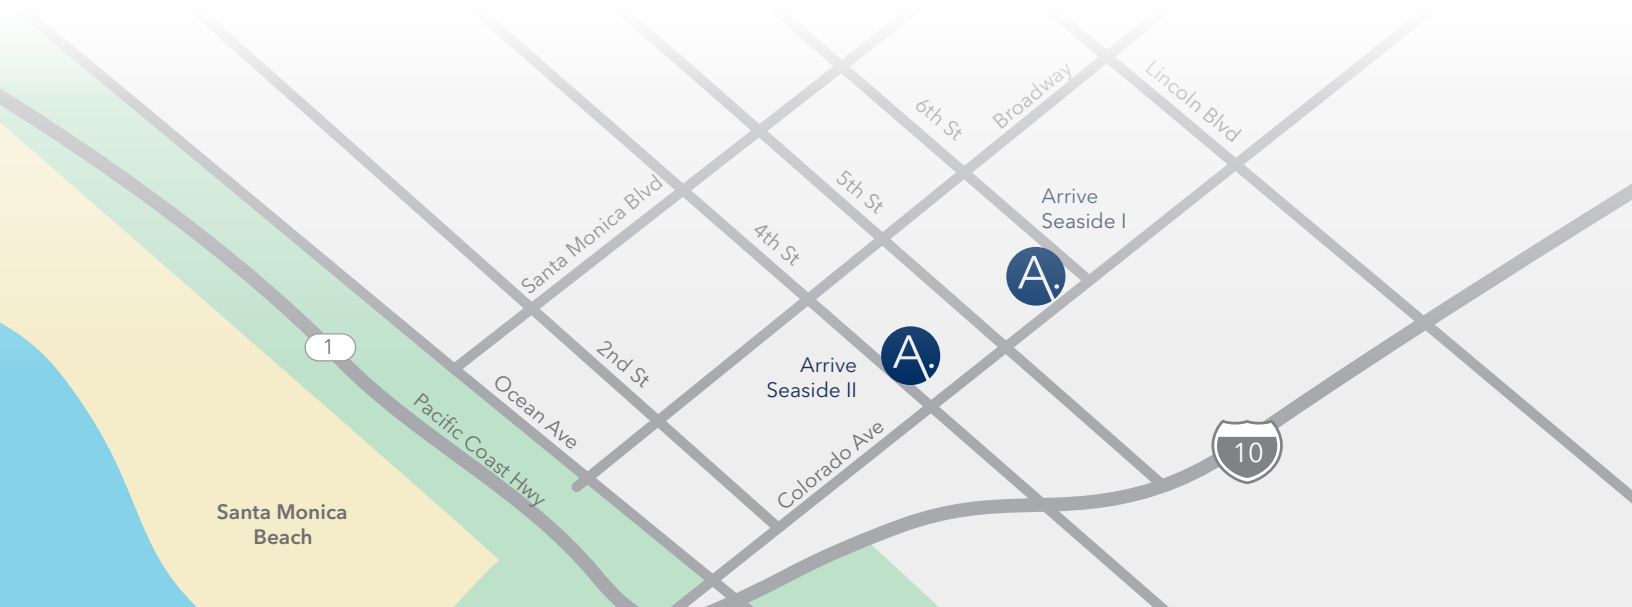 Lincoln Blvd
Broadway
6th St
5th St
Arrive
Seaside I
A.
Santa Monica Blvd
4th St
1
2nd St
Arrive
Seaside II
A.
Ocean Ave
Pacific Coast Hwy
Colorado Ave
10
Santa Monica
Beach